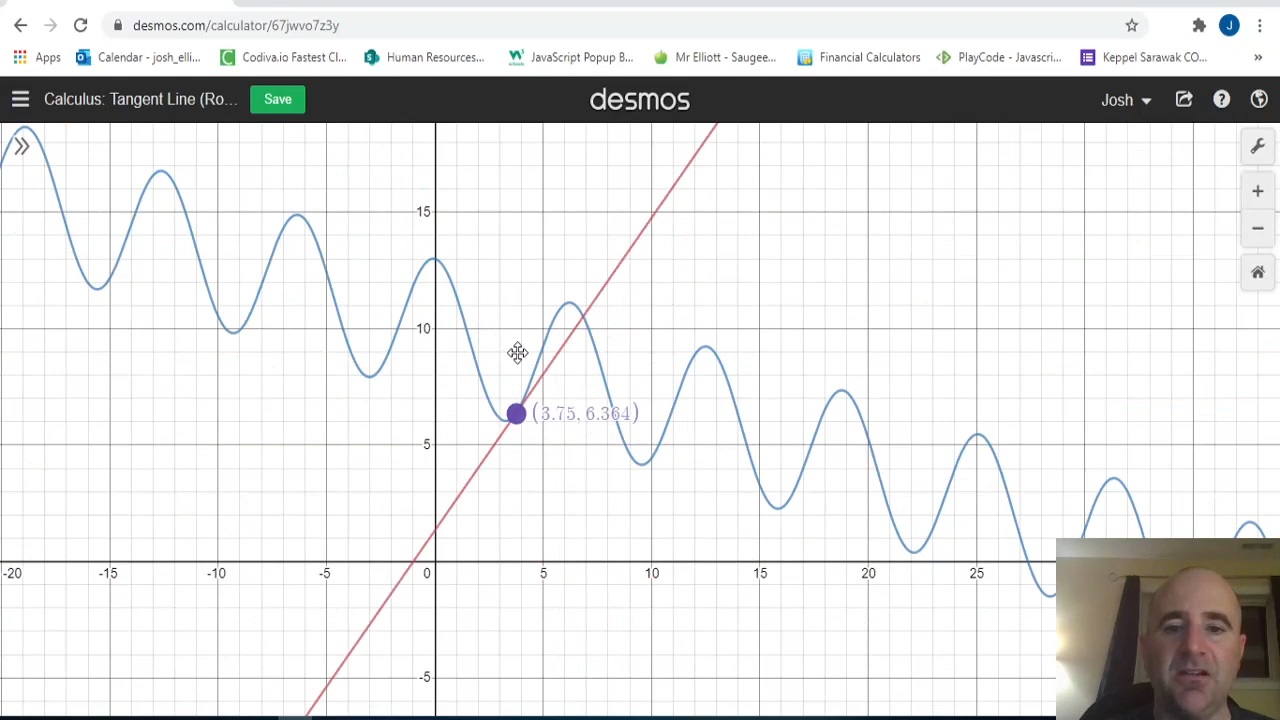 desmos.com/calculator/67jwvo7z3y
J
Apps Calendar - josh_elli... Codiva.io Fastest Cl... Human Resources... JavaScript Popup B... Mr Elliott - Saugee... Financial Calculators PlayCode - Javascri... Keppel Sarawak CO... »
Calculus: Tangent Line (Ro... Save desmos Josh
15
10
(3.75, 6.364)
5
-20 -15 -10 -5 0 5 10 15 20 25
-5